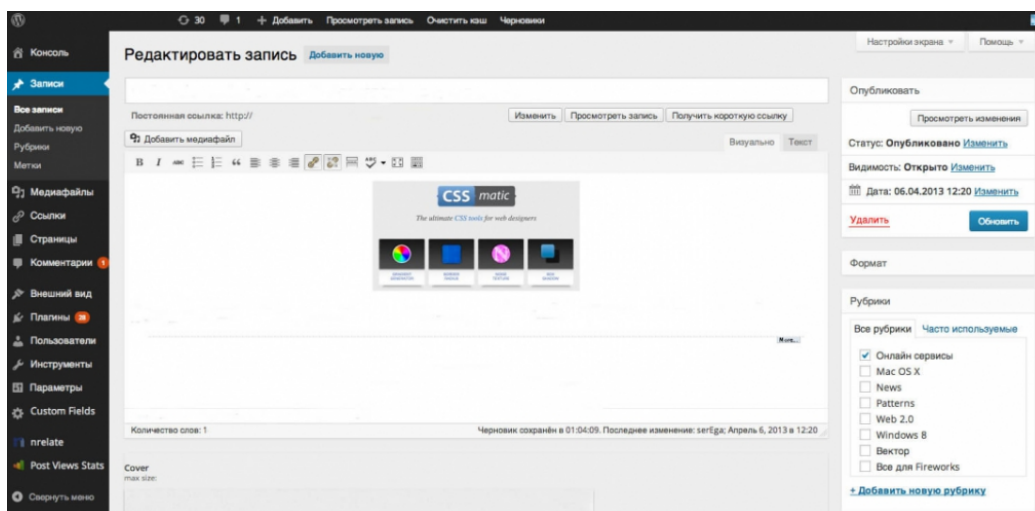 30 1 + Добавить Просмотреть запись Очистить кэш Черновики
Консоль
Записи
Все записи
Добавить новую
Рубрики
Метки
Медиафайлы
Ссылки
Страницы
Комментарии 1
Внешний вид
Плагины 28
Пользователи
Инструменты
Параметры
Custom Fields
nrelate
Post Views Stats
Свернуть меню
Настройки экрана Помощь
Редактировать запись Добавить новую
Постоянная ссылка: http://
Изменить Просмотреть запись Получить короткую ссылку
Добавить медиафайл
Визуально Текст
B I ABC
CSS matic
The ultimate CSS tools for web designers
More...
Количество слов: 1
Черновик сохранён в 01:04:09. Последнее изменение: serEga; Апрель 6, 2013 в 12:20
Cover
max size:
Опубликовать
Просмотреть изменения
Статус: Опубликовано Изменить
Видимость: Открыто Изменить
Дата: 06.04.2013 12:20 Изменить
Удалить Обновить
Формат
Рубрики
Все рубрики Часто используемые
Онлайн сервисы
Mac OS X
News
Patterns
Web 2.0
Windows 8
Вектор
Все для Fireworks
+ Добавить новую рубрику